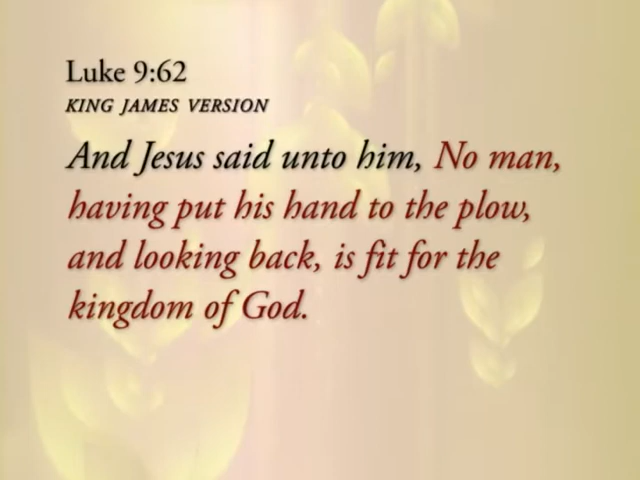 Luke 9:62
KING JAMES VERSION
And Jesus said unto him, No man,
having put his hand to the plow,
and looking back, is fit for the
kingdom of God.